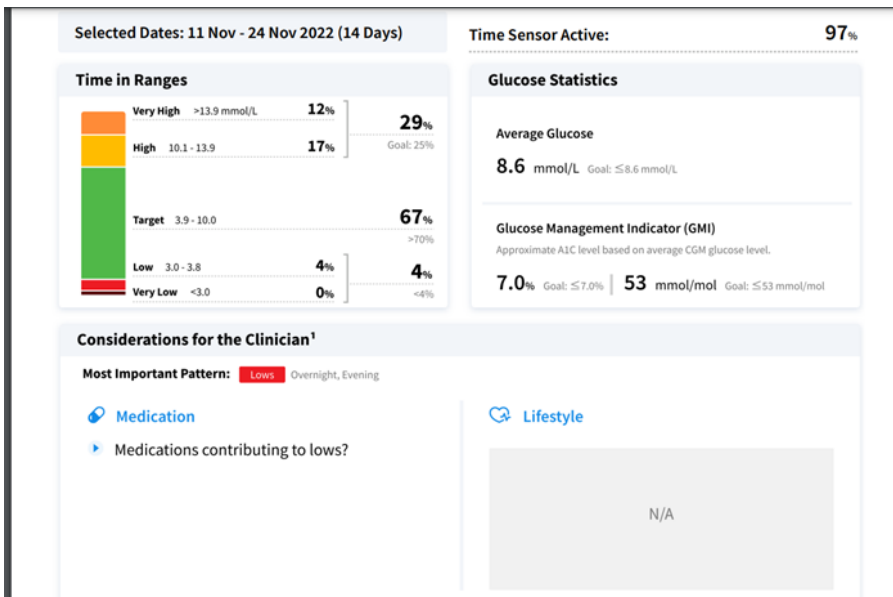 Selected Dates: 11 Nov - 24 Nov 2022 (14 Days)
Time Sensor Active: 97%
Time in Ranges
Very High >13.9 mmol/L 12%
High 10.1 - 13.9 17%
29%
Goal: 25%
Target 3.9 - 10.0 67%
>70%
Low 3.0 - 3.8 4%
Very Low <3.0 0%
4%
<4%
Glucose Statistics
Average Glucose
8.6 mmol/L Goal: ≤8.6 mmol/L
Glucose Management Indicator (GMI)
Approximate A1C level based on average CGM glucose level.
7.0% Goal: ≤7.0% | 53 mmol/mol Goal: ≤53 mmol/mol
Considerations for the Clinician¹
Most Important Pattern: Lows Overnight, Evening
Medication
Medications contributing to lows?
Lifestyle
N/A